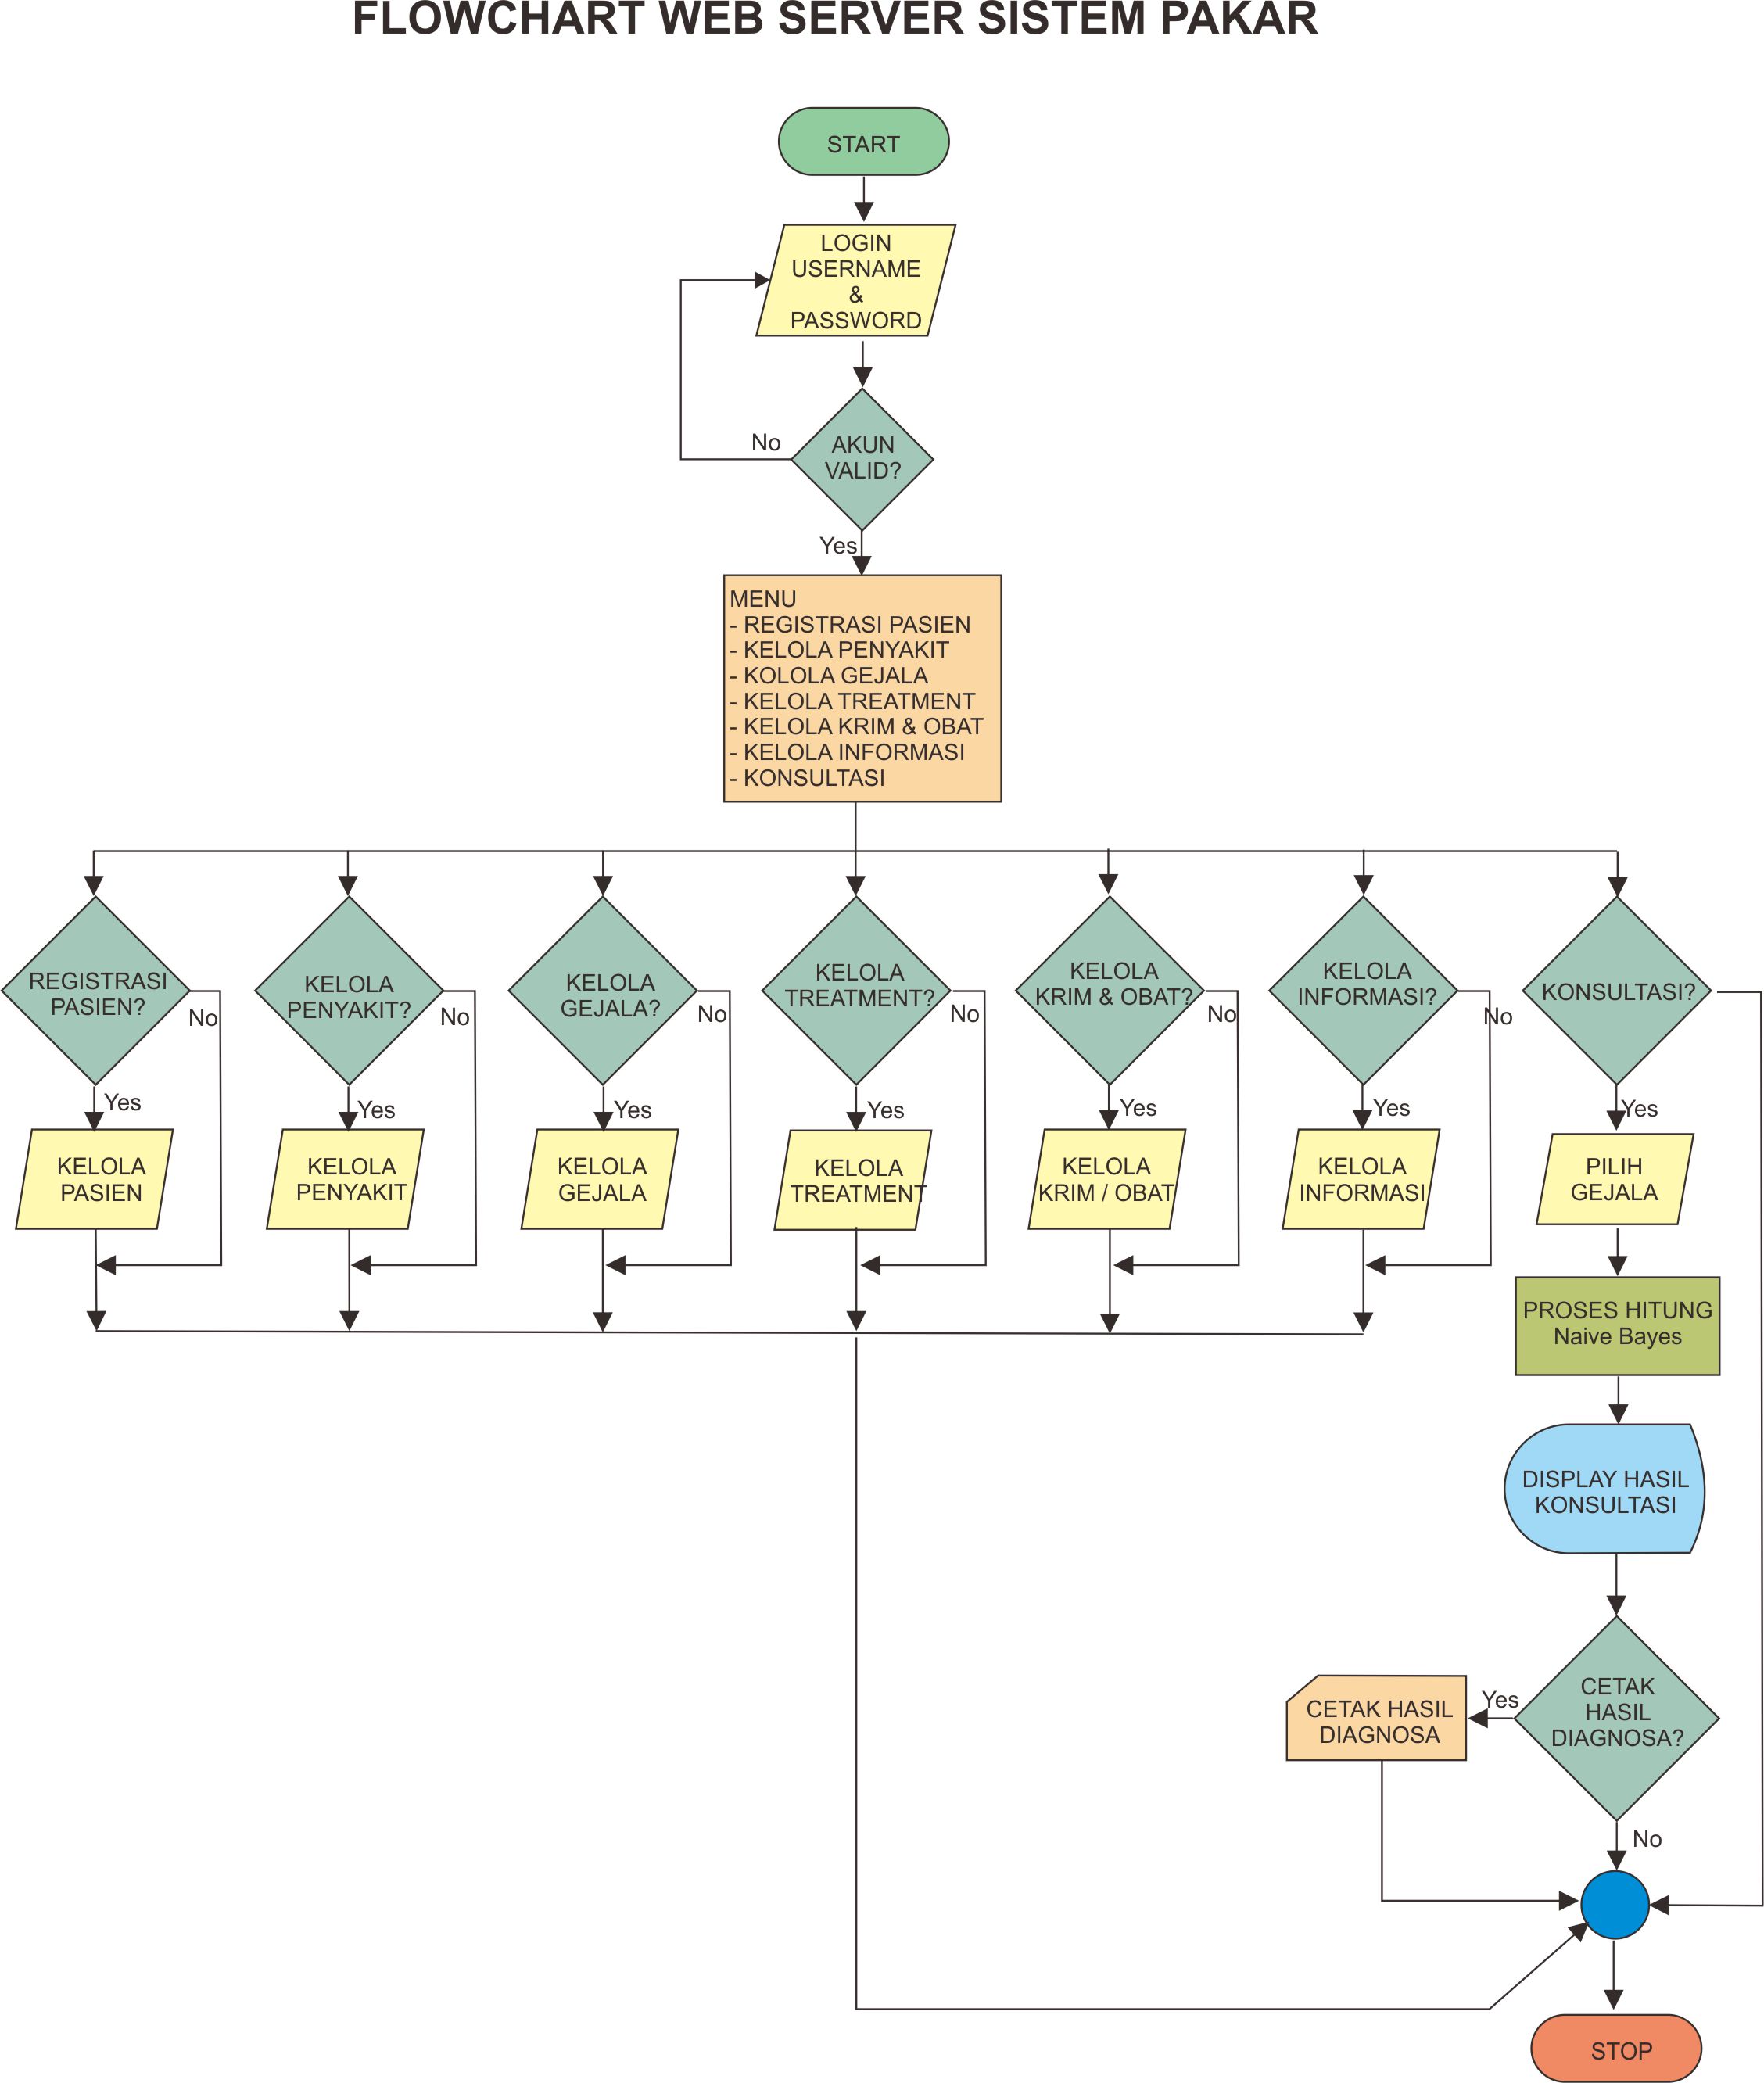 FLOWCHART WEB SERVER SISTEM PAKAR
START
LOGIN
USERNAME
&
PASSWORD
No
AKUN
VALID?
Yes
MENU
- REGISTRASI PASIEN
- KELOLA PENYAKIT
- KOLOLA GEJALA
- KELOLA TREATMENT
- KELOLA KRIM & OBAT
- KELOLA INFORMASI
- KONSULTASI
REGISTRASI
PASIEN?
No
Yes
KELOLA
PASIEN
KELOLA
PENYAKIT?
No
Yes
KELOLA
PENYAKIT
KELOLA
GEJALA?
No
Yes
KELOLA
GEJALA
KELOLA
TREATMENT?
No
Yes
KELOLA
TREATMENT
KELOLA
KRIM & OBAT?
No
Yes
KELOLA
KRIM / OBAT
KELOLA
INFORMASI?
No
Yes
KELOLA
INFORMASI
KONSULTASI?
Yes
PILIH
GEJALA
PROSES HITUNG
Naive Bayes
DISPLAY HASIL
KONSULTASI
CETAK
HASIL
DIAGNOSA?
Yes
CETAK HASIL
DIAGNOSA
No
STOP